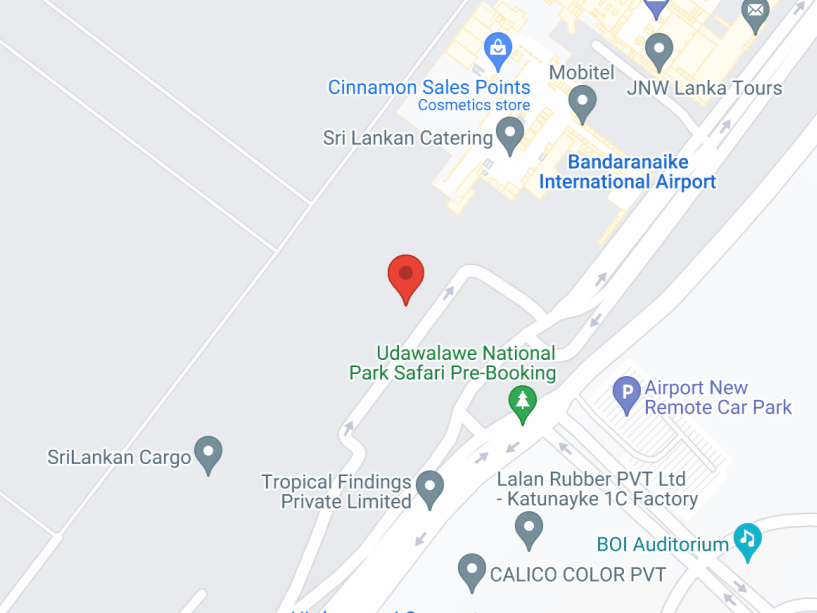 Mobitel
Cinnamon Sales Points
Cosmetics store
JNW Lanka Tours
Sri Lankan Catering
Bandaranaike
International Airport
Udawalawe National
Park Safari Pre-Booking
P
Airport New
Remote Car Park
SriLankan Cargo
Tropical Findings
Private Limited
Lalan Rubber PVT Ltd
- Katunayke 1C Factory
BOI Auditorium
CALICO COLOR PVT